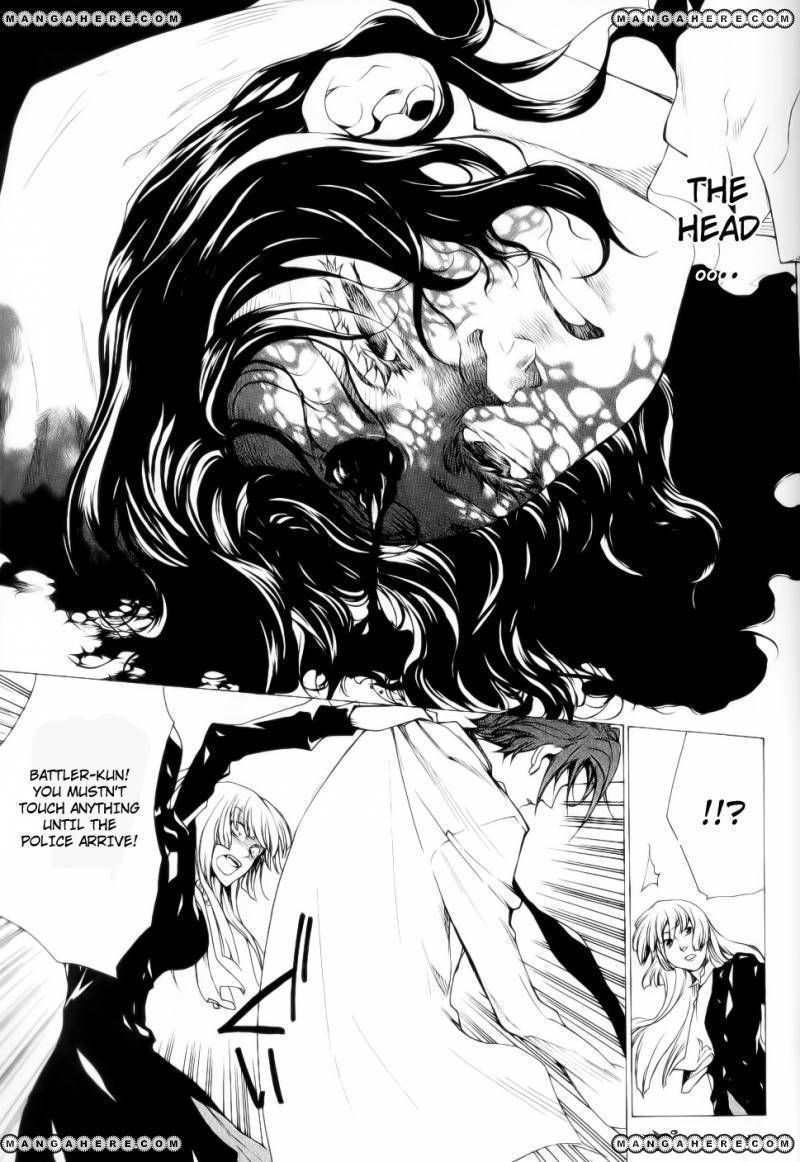 MANGAHERE.COM
MANGAHERE.COM
THE
HEAD
....
!!?
BATTLER-KUN!
YOU MUSTN'T
TOUCH ANYTHING
UNTIL THE
POLICE ARRIVE!
MANGAHERE.COM
MANGAHERE.COM